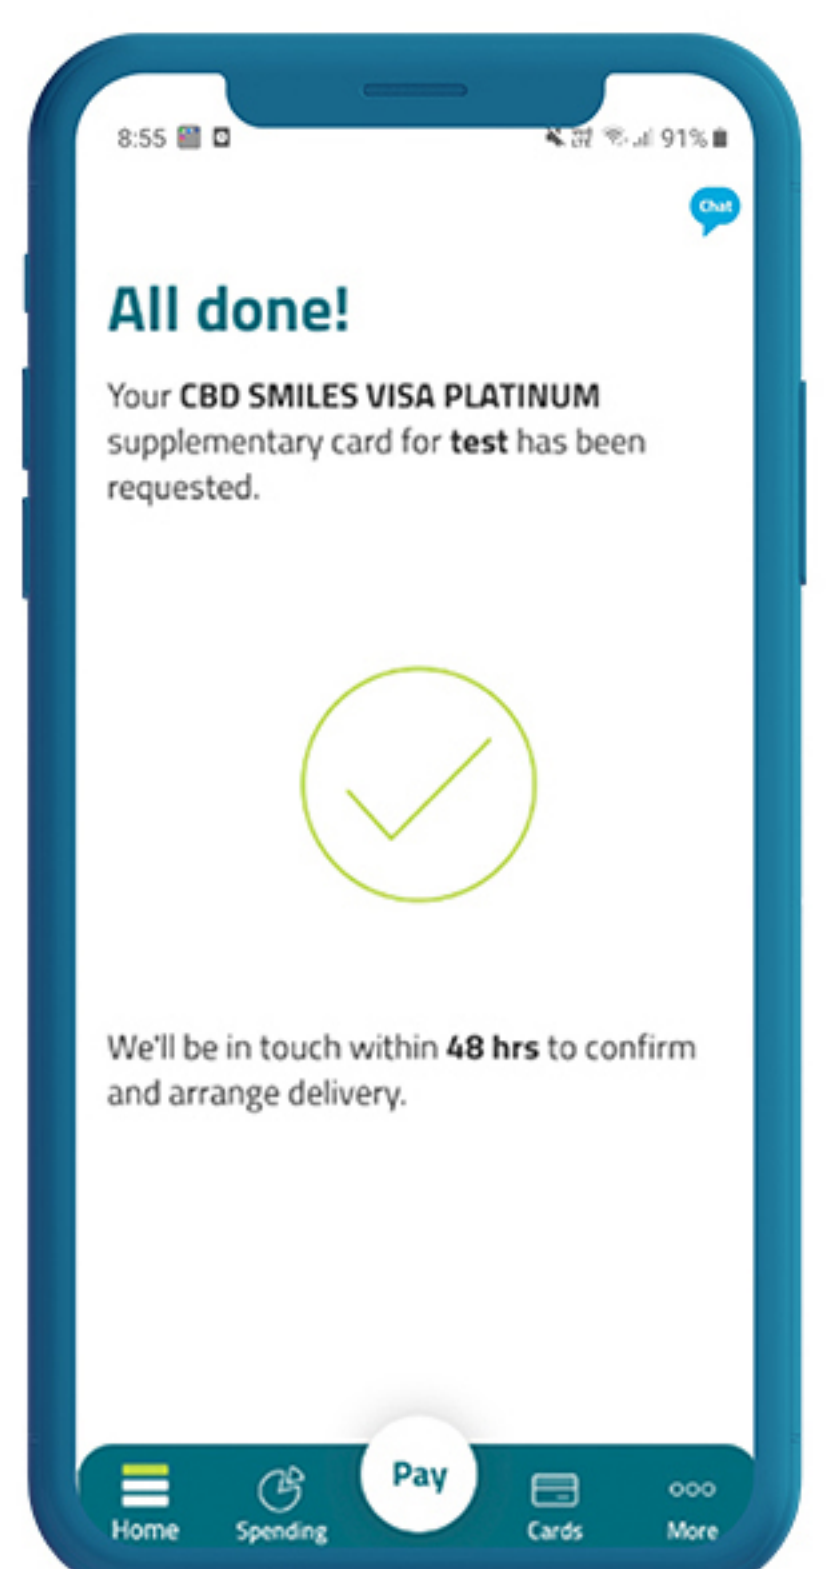 8:55 91%
Chat
All done!
Your CBD SMILES VISA PLATINUM
supplementary card for test has been
requested.
We'll be in touch within 48 hrs to confirm
and arrange delivery.
Pay
Home Spending Cards More